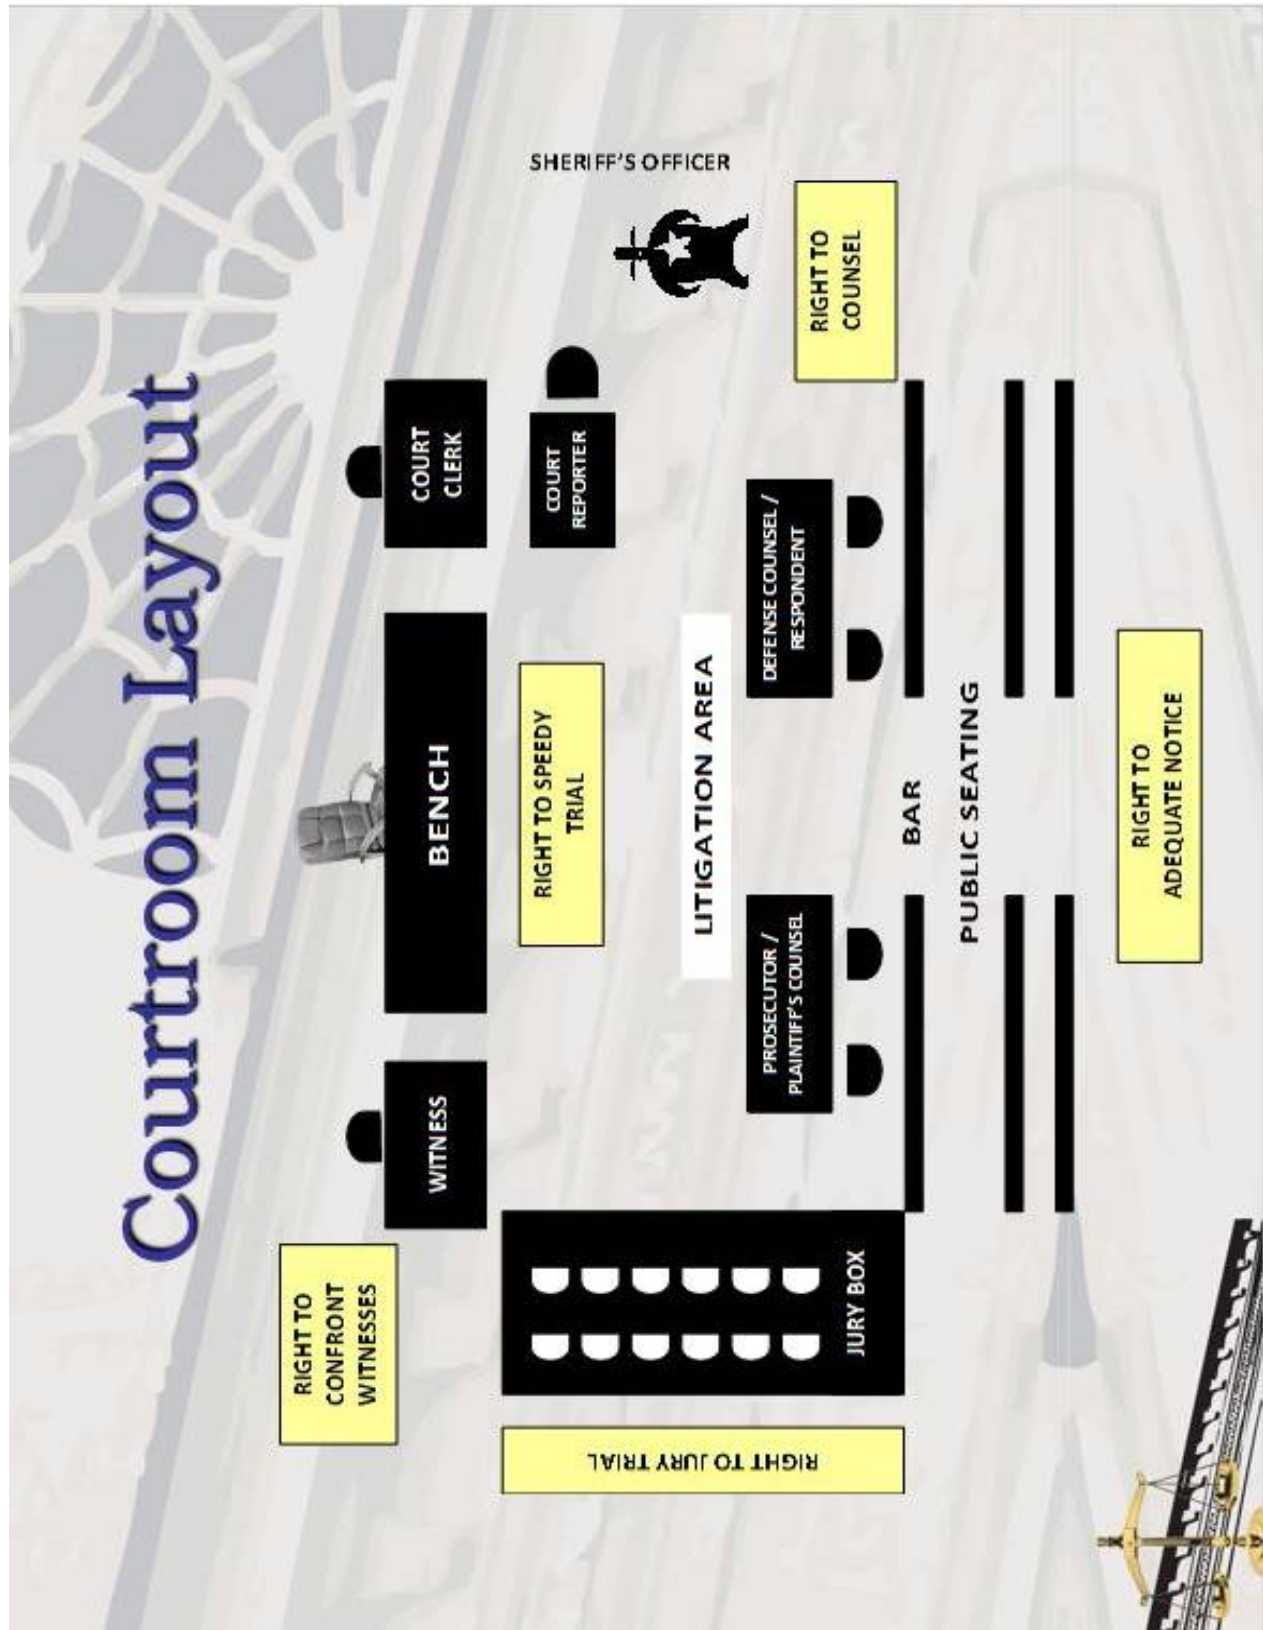 Courtroom Layout
RIGHT TO
CONFRONT
WITNESSES
WITNESS
BENCH
COURT
CLERK
SHERIFF'S OFFICER
COURT
REPORTER
RIGHT TO SPEEDY
TRIAL
RIGHT TO JURY TRIAL
JURY BOX
LITIGATION AREA
PROSECUTOR /
PLAINTIFF'S COUNSEL
DEFENSE COUNSEL /
RESPONDENT
RIGHT TO
COUNSEL
BAR
PUBLIC SEATING
RIGHT TO
ADEQUATE NOTICE